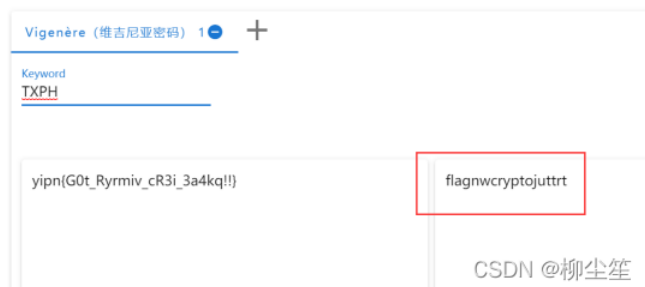 Vigenère（维吉尼亚密码） 1
Keyword
TXPH
yipn{G0t_Ryrmiv_cR3i_3a4kq!!}
flagnwcryptojuttrt
CSDN @柳尘笙